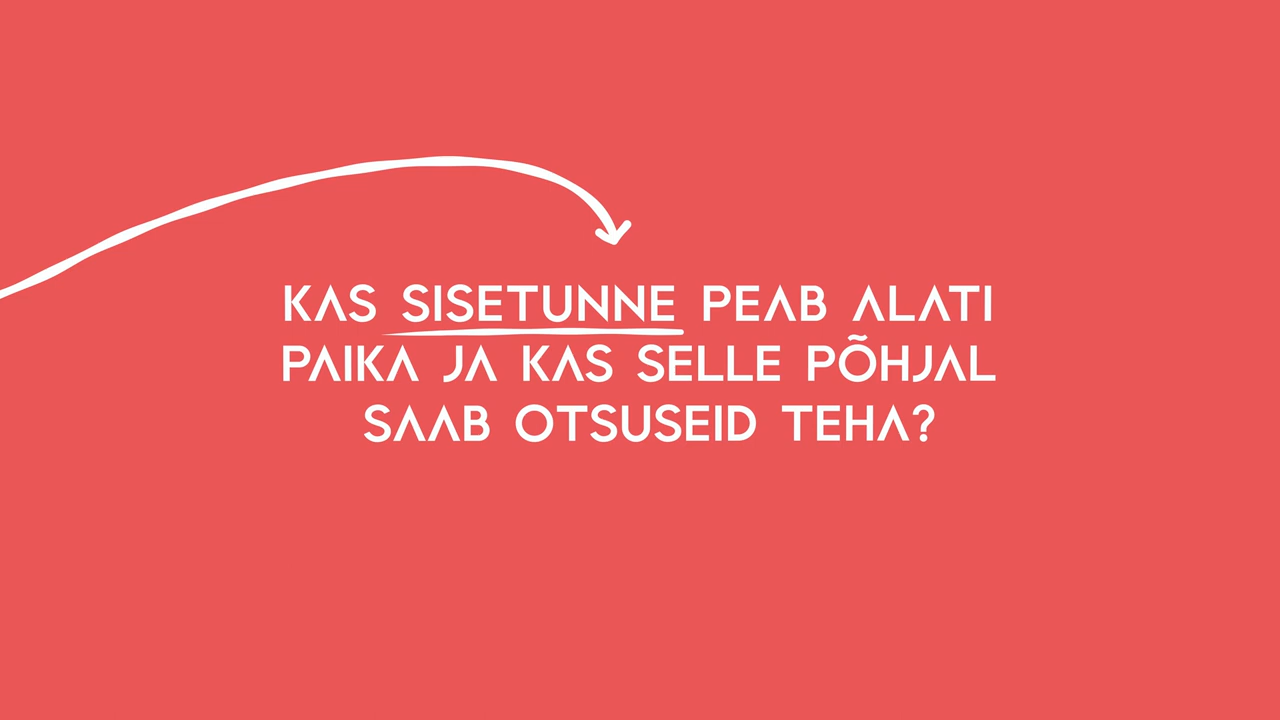 KAS SISETUNNE PEAB ALATI
PAIKA JA KAS SELLE PÕHJAL
SAAB OTSUSEID TEHA?